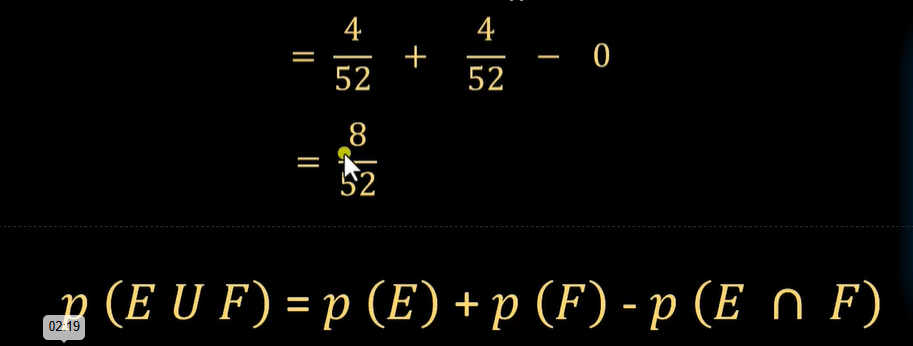 = 4/52 + 4/52 − 0
= 8/52
p (E U F) = p (E) + p (F) - p (E ∩ F)
02:19